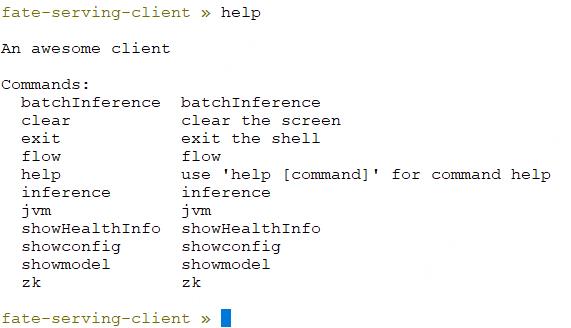 fate-serving-client » help
An awesome client
Commands:
batchInference batchInference
clear clear the screen
exit exit the shell
flow flow
help use 'help [command]' for command help
inference inference
jvm jvm
showHealthInfo showHealthInfo
showconfig showconfig
showmodel showmodel
zk zk
fate-serving-client »